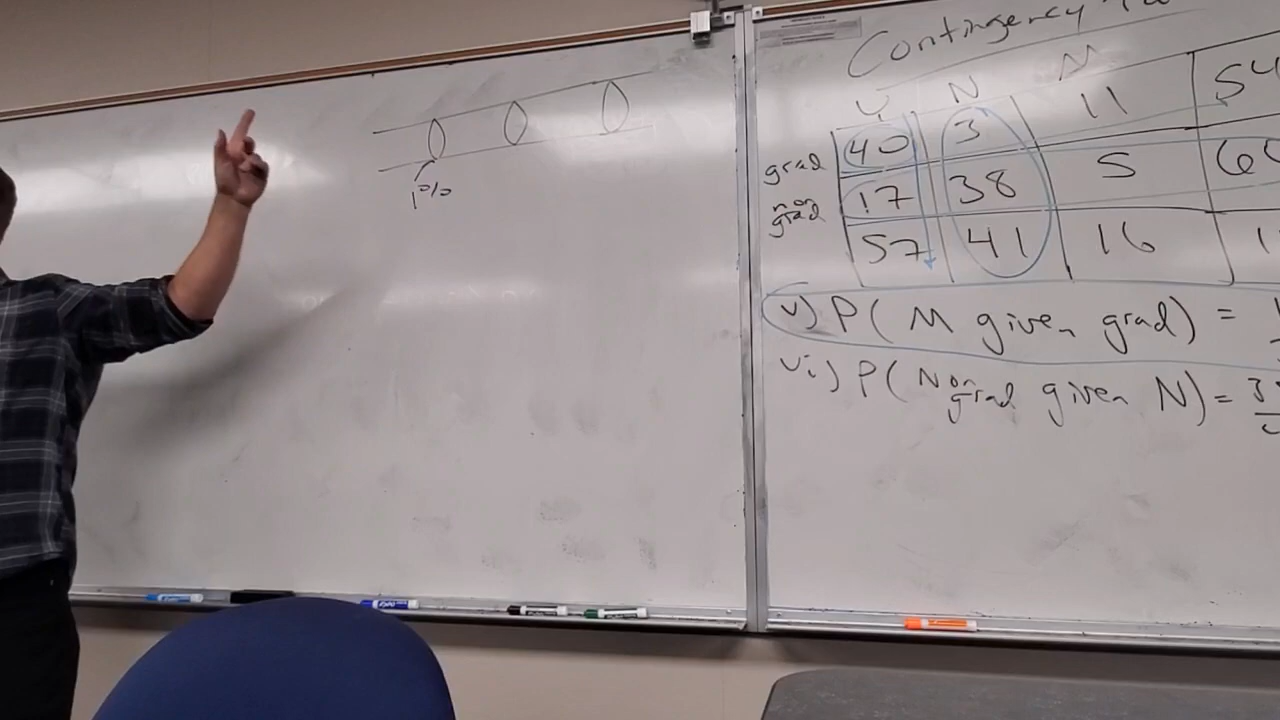 1%
Contingency
Y N M
grad 40 3 11 54
non grad 17 38 5
57 41 16
v) P( M given grad) =
vi) P( Non grad given N) =